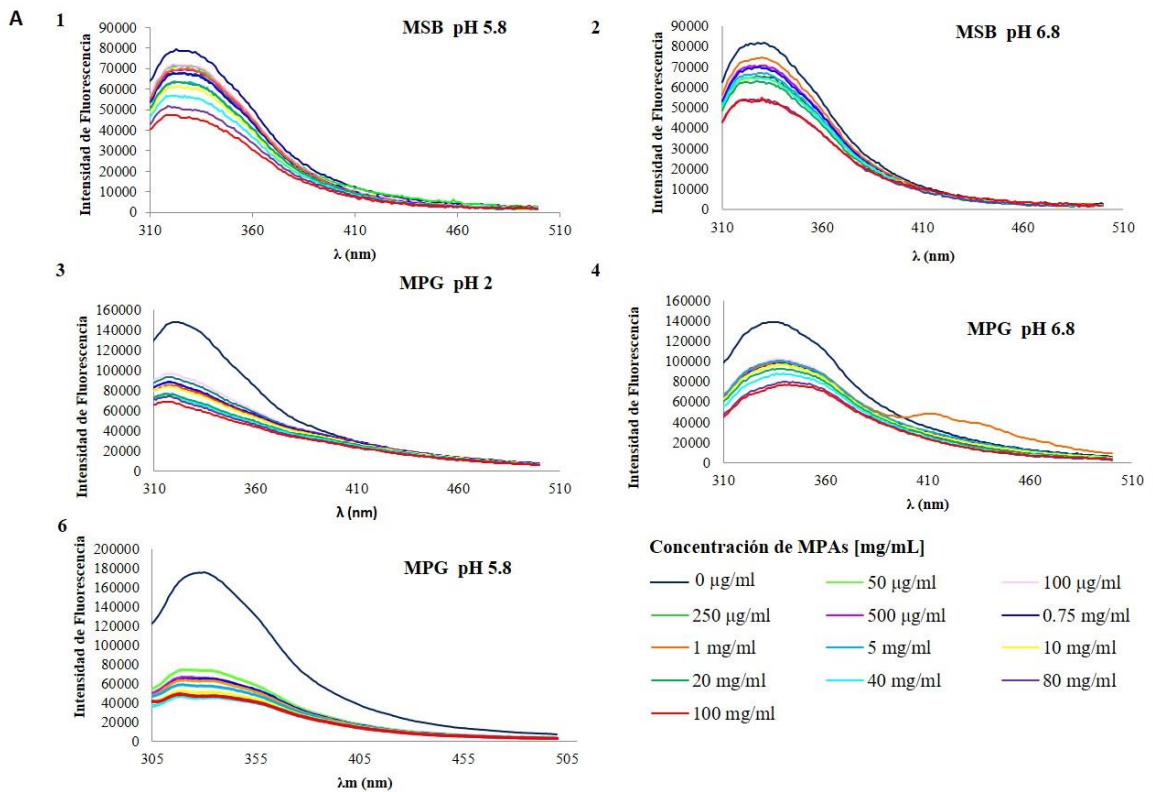 A
1
MSB pH 5.8
Intensidad de Fluorescencia
90000
80000
70000
60000
50000
40000
30000
20000
10000
0
310 360 410 460 510
λ (nm)
2
MSB pH 6.8
Intensidad de Fluorescencia
90000
80000
70000
60000
50000
40000
30000
20000
10000
0
310 360 410 460 510
λ (nm)
3
MPG pH 2
Intensidad de Fluorescencia
160000
140000
120000
100000
80000
60000
40000
20000
0
310 360 410 460 510
λ (nm)
4
MPG pH 6.8
Intensidad de Fluorescencia
160000
140000
120000
100000
80000
60000
40000
20000
0
310 360 410 460 510
λ (nm)
6
MPG pH 5.8
Intensidad de Fluorescencia
200000
180000
160000
140000
120000
100000
80000
60000
40000
20000
0
305 355 405 455 505
λm (nm)
Concentración de MPAs [mg/mL]
0 µg/ml 50 µg/ml 100 µg/ml
250 µg/ml 500 µg/ml 0.75 mg/ml
1 mg/ml 5 mg/ml 10 mg/ml
20 mg/ml 40 mg/ml 80 mg/ml
100 mg/ml